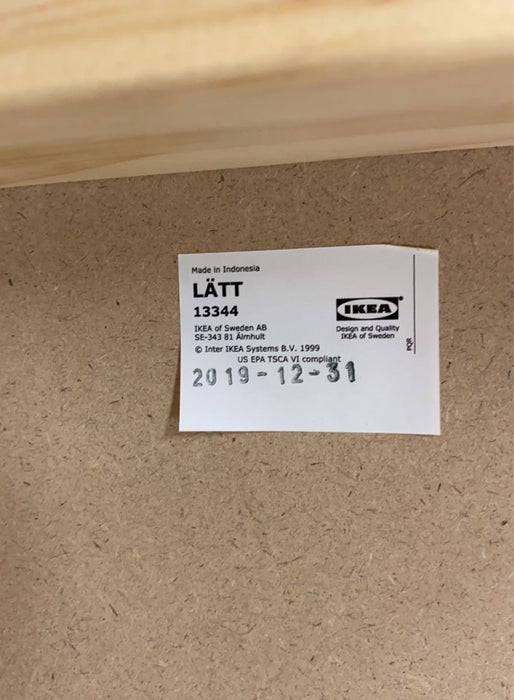 Made in Indonesia
LÄTT
13344
IKEA of Sweden AB
SE-343 81 Älmhult
© Inter IKEA Systems B.V. 1999
US EPA TSCA VI compliant
2019-12-31
IKEA®
Design and Quality
IKEA of Sweden
PQR